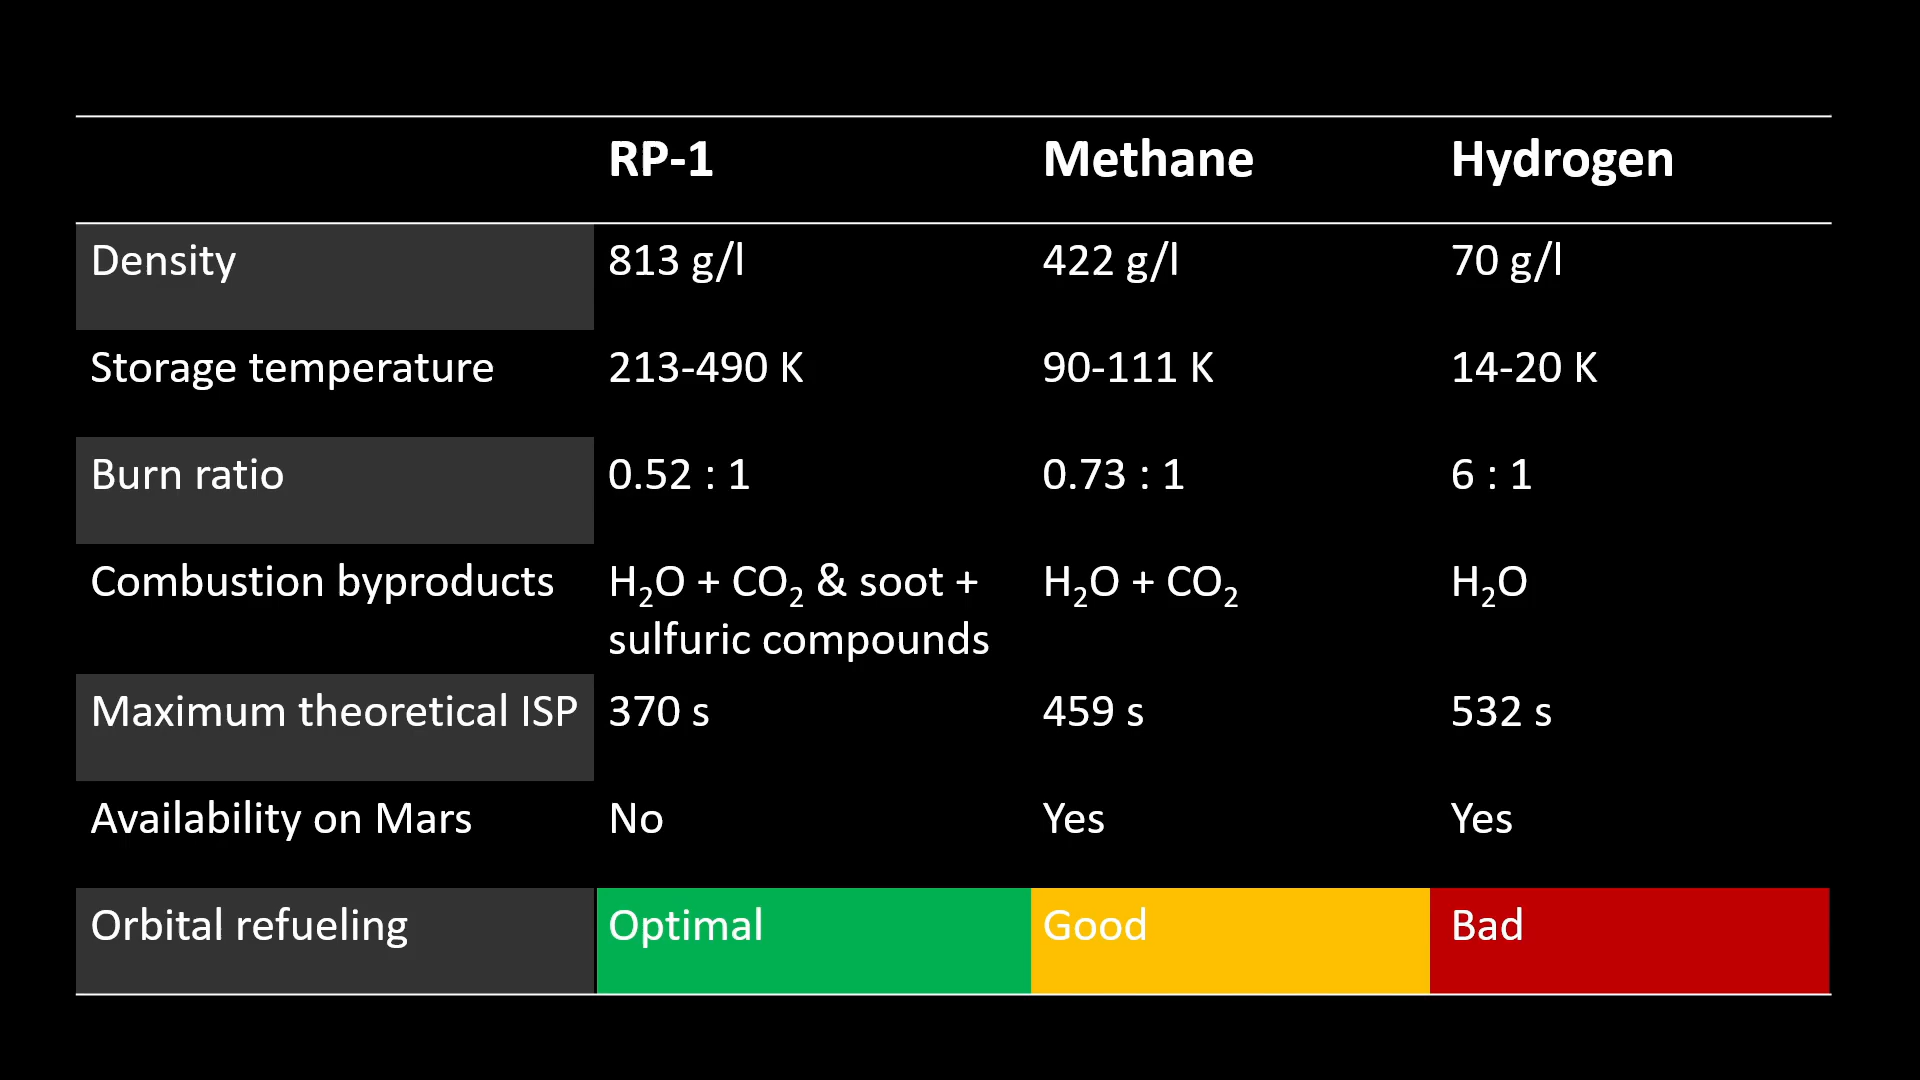 RP-1 Methane Hydrogen
Density 813 g/l 422 g/l 70 g/l
Storage temperature 213-490 K 90-111 K 14-20 K
Burn ratio 0.52 : 1 0.73 : 1 6 : 1
Combustion byproducts H₂O + CO₂ & soot + H₂O + CO₂ H₂O
sulfuric compounds
Maximum theoretical ISP 370 s 459 s 532 s
Availability on Mars No Yes Yes
Orbital refueling Optimal Good Bad